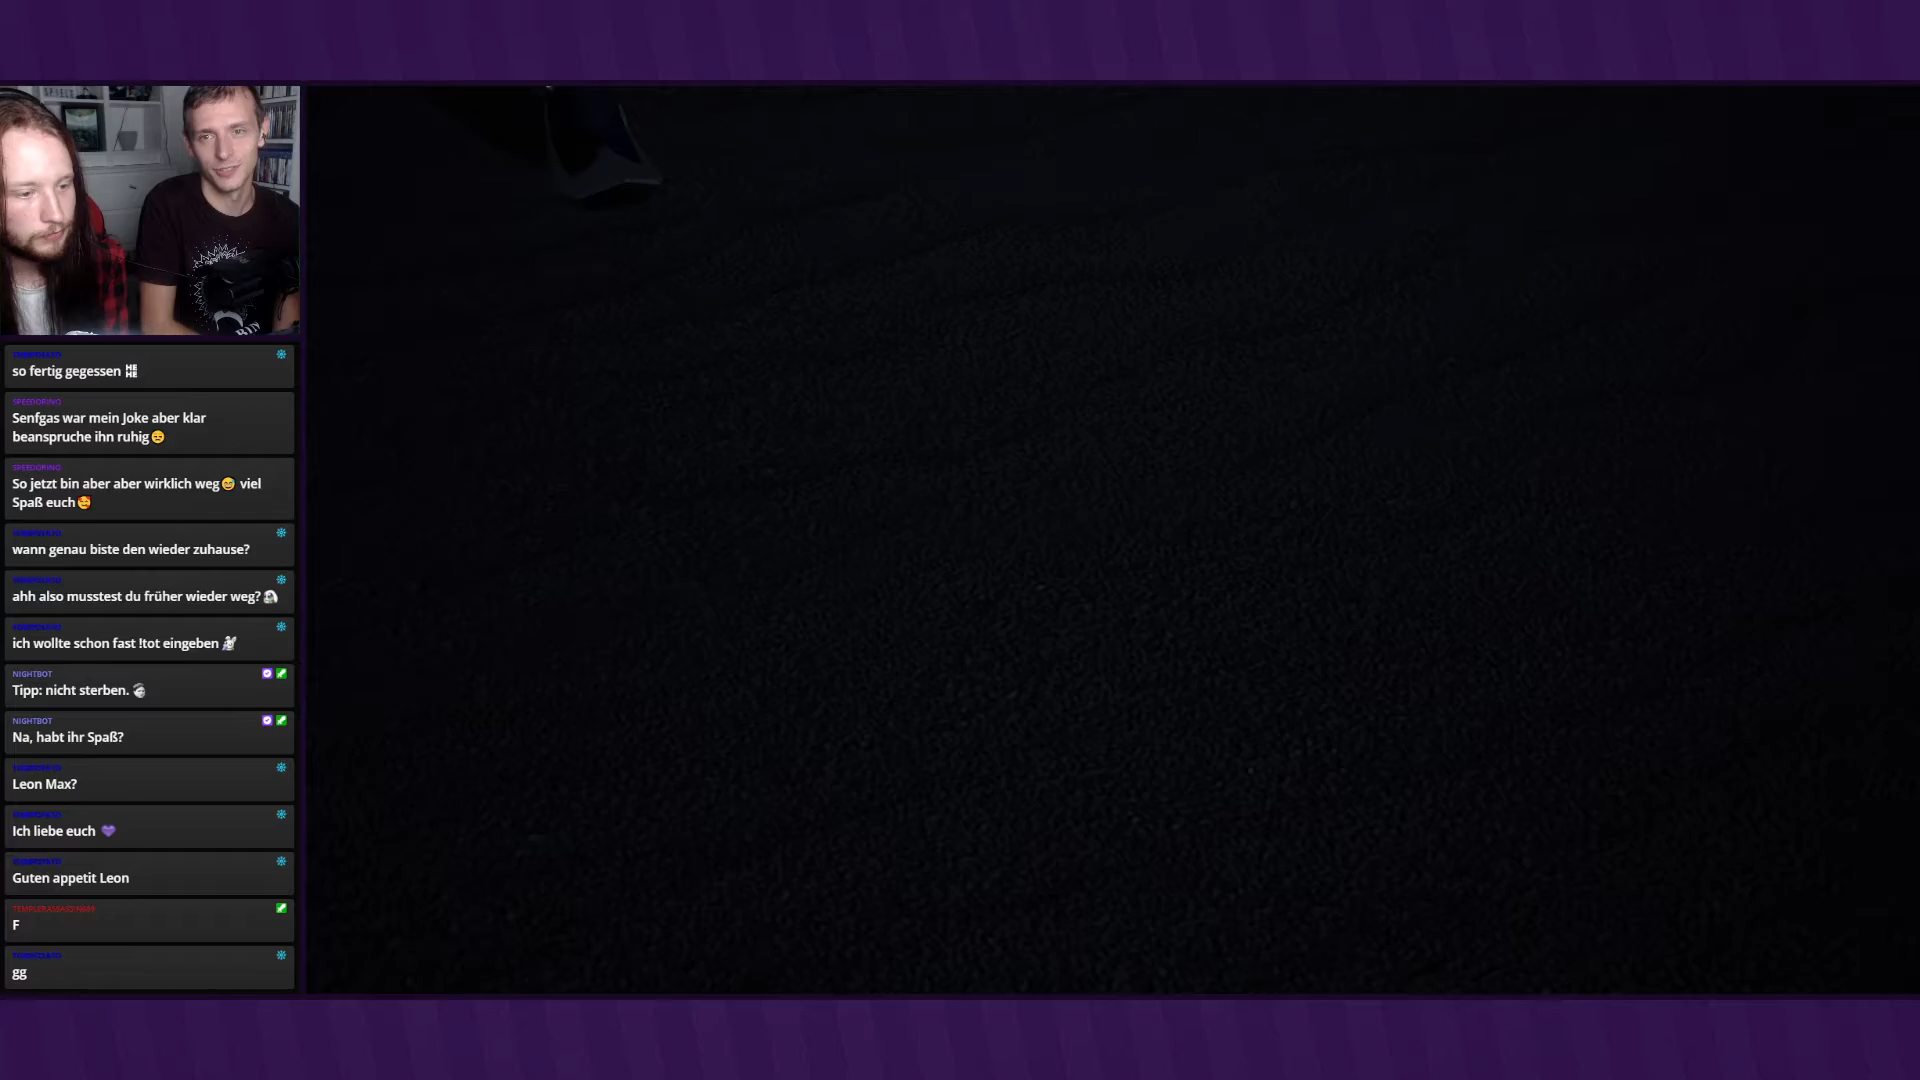 so fertig gegessen
SPEEDORINO
Senfgas war mein Joke aber klar
beanspruche ihn ruhig
SPEEDORINO
So jetzt bin aber aber wirklich weg viel
Spaß euch
wann genau biste den wieder zuhause?
ahh also musstest du früher wieder weg?
ich wollte schon fast !tot eingeben
NIGHTBOT
Tipp: nicht sterben.
NIGHTBOT
Na, habt ihr Spaß?
Leon Max?
Ich liebe euch
Guten appetit Leon
F
gg